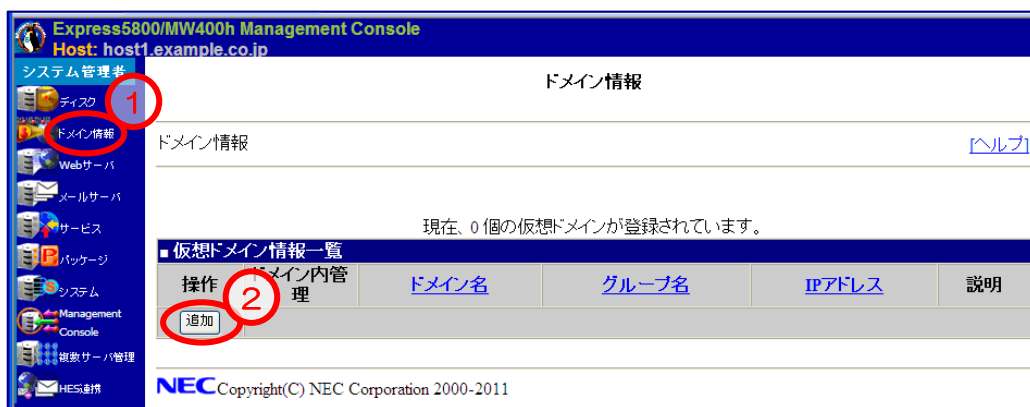 Express5800/MW400h Management Console
Host: host1.example.co.jp
システム管理者
ディスク
1
ドメイン情報
Webサーバ
メールサーバ
サービス
パッケージ
システム
Management
Console
複数サーバ管理
HES連携
ドメイン情報
ドメイン情報
[ヘルプ]
現在、0 個の仮想ドメインが登録されています。
■仮想ドメイン情報一覧
操作 ドメイン内管理 ドメイン名 グループ名 IPアドレス 説明
2
追加
NEC Copyright(C) NEC Corporation 2000-2011